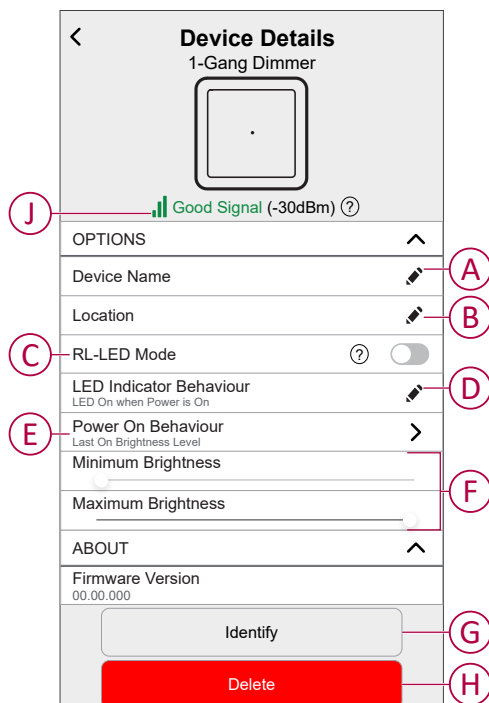 Device Details
1-Gang Dimmer
J
Good Signal (-30dBm) ?
OPTIONS
Device Name
A
Location
B
C
RL-LED Mode ?
LED Indicator Behaviour
LED On when Power is On
D
E
Power On Behaviour
Last On Brightness Level
Minimum Brightness
F
Maximum Brightness
ABOUT
Firmware Version
00.00.000
Identify
G
Delete
H